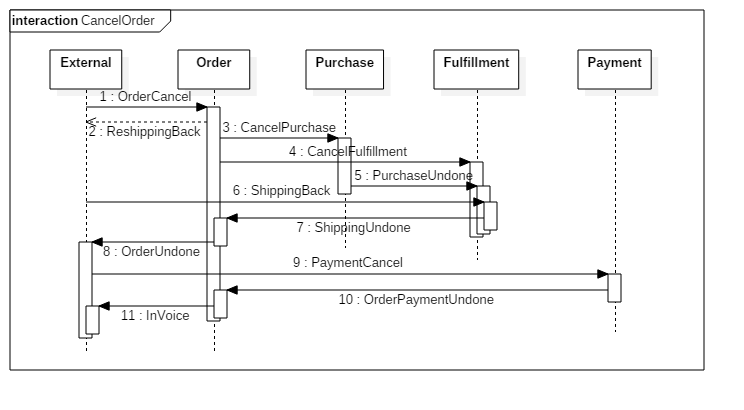 interaction CancelOrder
External
Order
Purchase
Fulfillment
Payment
1 : OrderCancel
2 : ReshippingBack
3 : CancelPurchase
4 : CancelFulfillment
5 : PurchaseUndone
6 : ShippingBack
7 : ShippingUndone
8 : OrderUndone
9 : PaymentCancel
10 : OrderPaymentUndone
11 : InVoice